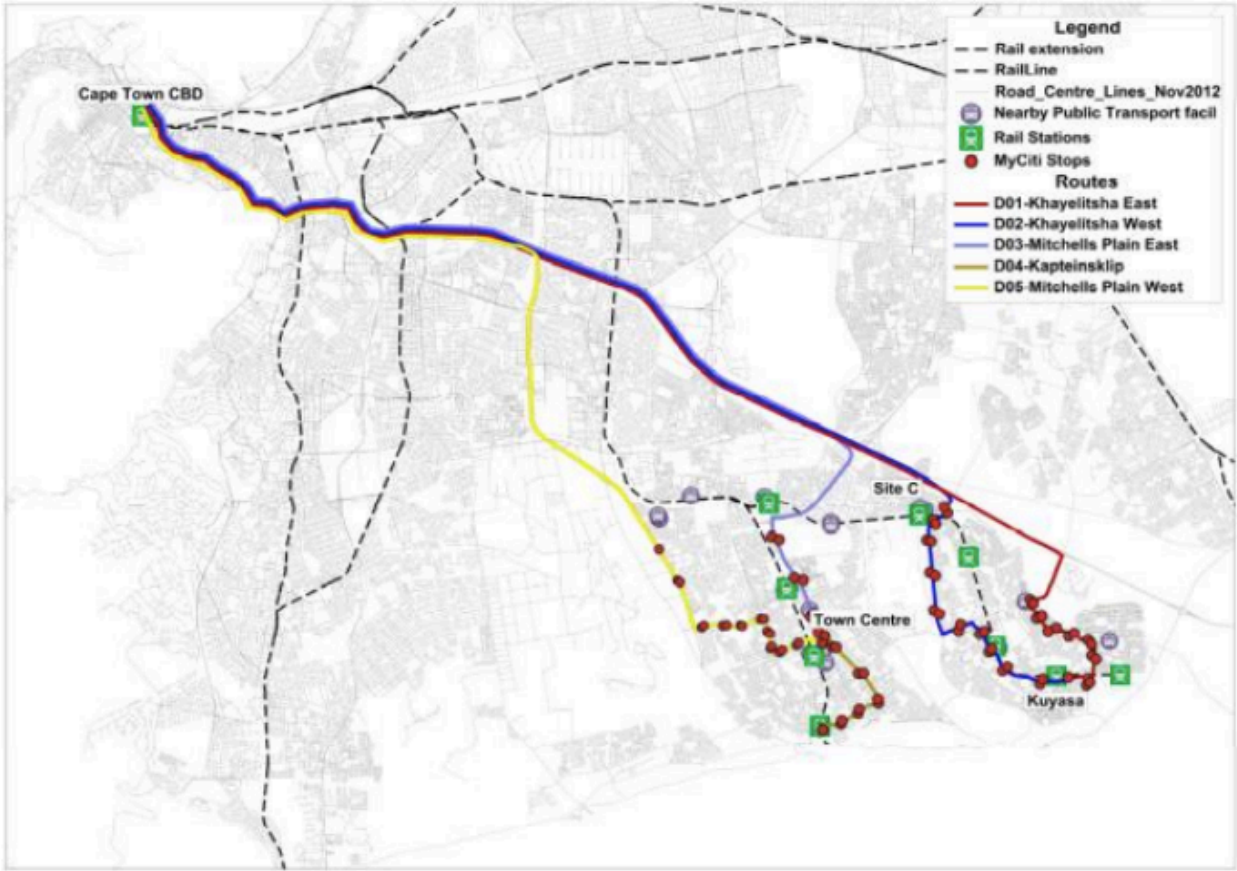 Cape Town CBD
Legend
Rail extension
RailLine
Road_Centre_Lines_Nov2012
Nearby Public Transport facil
Rail Stations
MyCiti Stops
Routes
D01-Khayelitsha East
D02-Khayelitsha West
D03-Mitchells Plain East
D04-Kapteinsklip
D05-Mitchells Plain West
Site C
Town Centre
Kuyasa